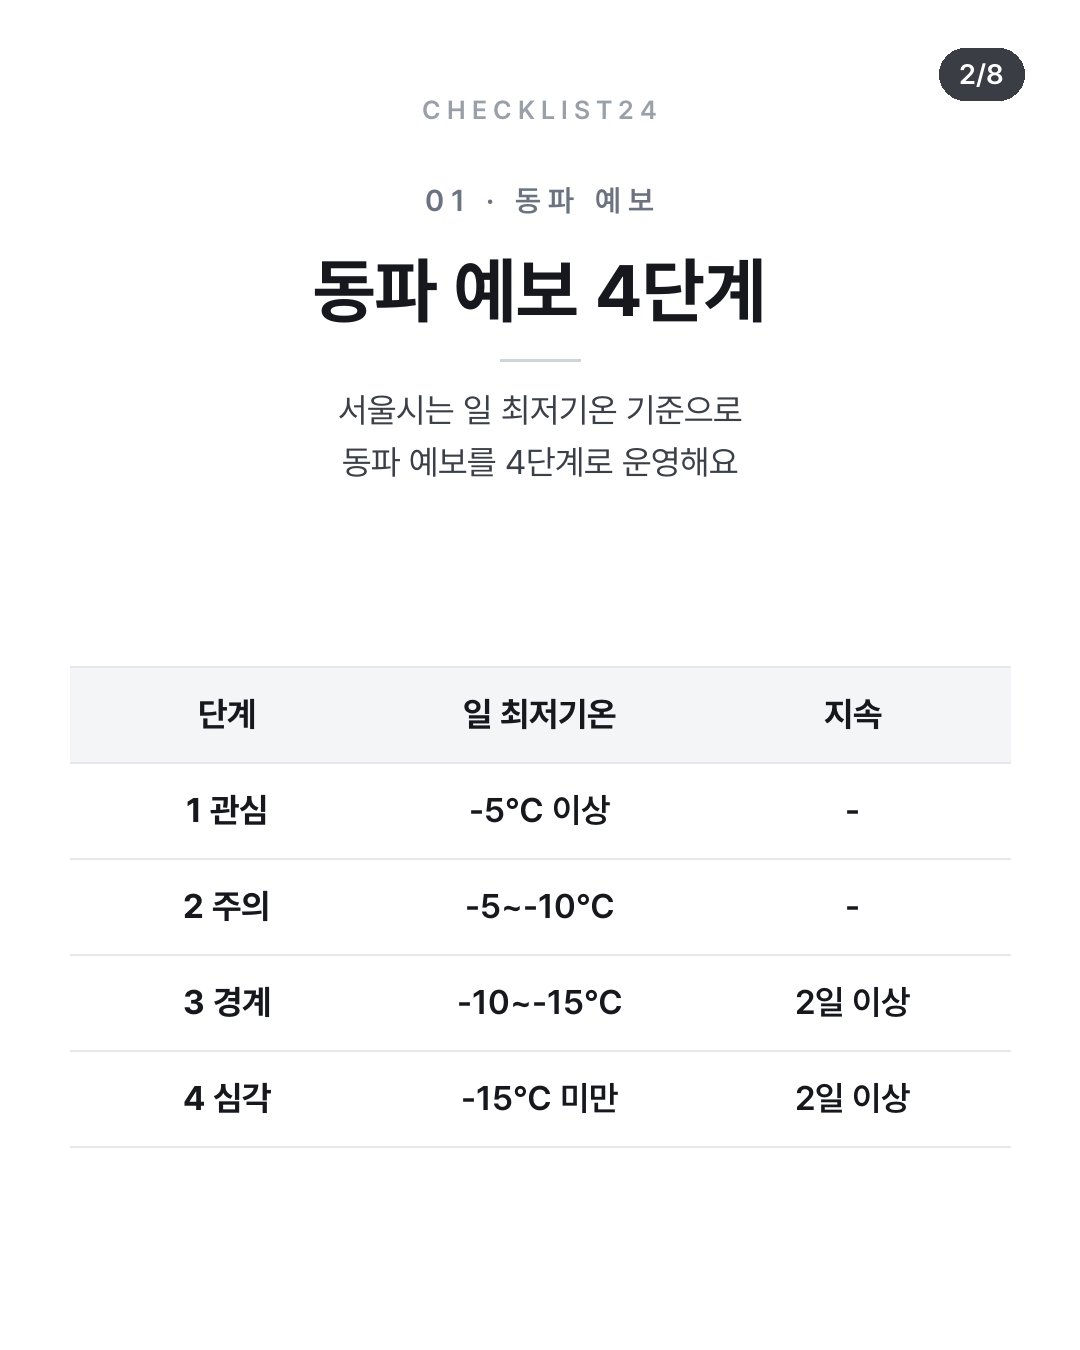 2/8
CHECKLIST24
01 · 동파 예보
동파 예보 4단계
서울시는 일 최저기온 기준으로
동파 예보를 4단계로 운영해요
단계 일 최저기온 지속
1 관심 -5°C 이상 -
2 주의 -5~-10°C -
3 경계 -10~-15°C 2일 이상
4 심각 -15°C 미만 2일 이상